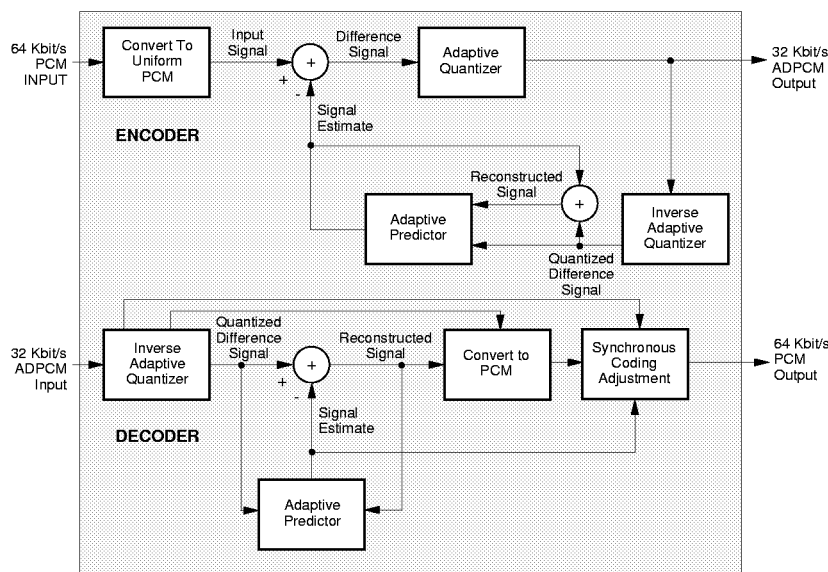 64 Kbit/s
PCM
INPUT
Convert To
Uniform
PCM
Input
Signal
+
+
-
Difference
Signal
Adaptive
Quantizer
32 Kbit/s
ADPCM
Output
Signal
Estimate
ENCODER
Reconstructed
Signal
+
Adaptive
Predictor
Inverse
Adaptive
Quantizer
Quantized
Difference
Signal
32 Kbit/s
ADPCM
Input
Inverse
Adaptive
Quantizer
Quantized
Difference
Signal
+
+
-
Reconstructed
Signal
Convert to
PCM
Synchronous
Coding
Adjustment
64 Kbit/s
PCM
Output
Signal
Estimate
DECODER
Adaptive
Predictor